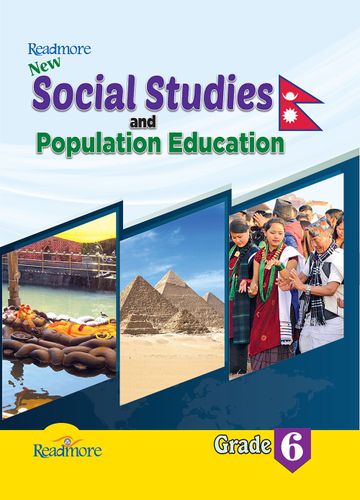 Readmore
New
Social Studies
and
Population Education
Readmore
Grade 6